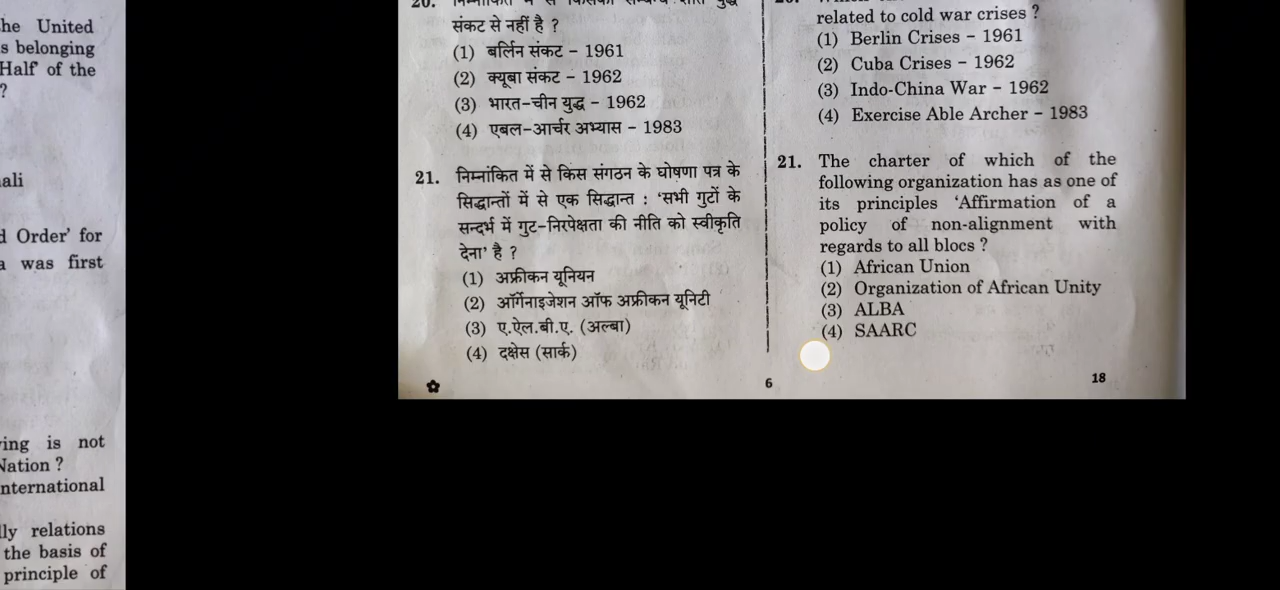 he United
s belonging
Half of the
?
ali
d Order' for
a was first
ving is not
Nation ?
nternational
lly relations
the basis of
principle of
20.
संकट से नहीं है ?
(1) बर्लिन संकट – 1961
(2) क्यूबा संकट – 1962
(3) भारत–चीन युद्ध – 1962
(4) एबल–आर्चर अभ्यास – 1983
21. निम्नांकित में से किस संगठन के घोषणा पत्र के
सिद्धान्तों में से एक सिद्धान्त : 'सभी गुटों के
सन्दर्भ में गुट–निरपेक्षता की नीति को स्वीकृति
देना' है ?
(1) अफ्रीकन यूनियन
(2) ऑर्गेनाइजेशन ऑफ अफ्रीकन यूनिटी
(3) ए.ऐल.बी.ए. (अल्बा)
(4) दक्षेस (सार्क)
related to cold war crises ?
(1) Berlin Crises – 1961
(2) Cuba Crises – 1962
(3) Indo-China War – 1962
(4) Exercise Able Archer – 1983
21. The charter of which of the
following organization has as one of
its principles 'Affirmation of a
policy of non-alignment with
regards to all blocs ?
(1) African Union
(2) Organization of African Unity
(3) ALBA
(4) SAARC
6
18